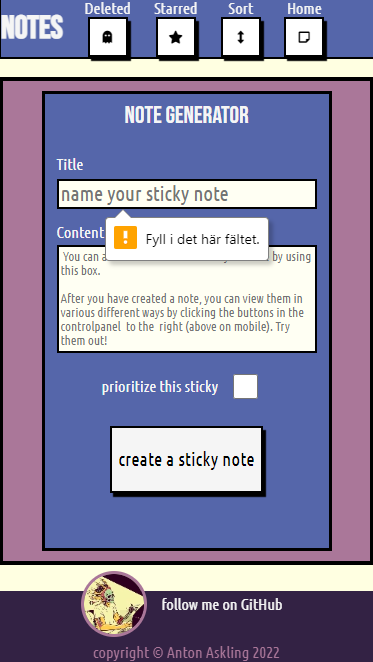 NOTES
Deleted Starred Sort Home
NOTE GENERATOR
Title
name your sticky note
Fyll i det här fältet.
Content
You can a by using
this box.
After you have created a note, you can view them in
various different ways by clicking the buttons in the
controlpanel to the right (above on mobile). Try
them out!
prioritize this sticky
create a sticky note
follow me on GitHub
copyright © Anton Askling 2022